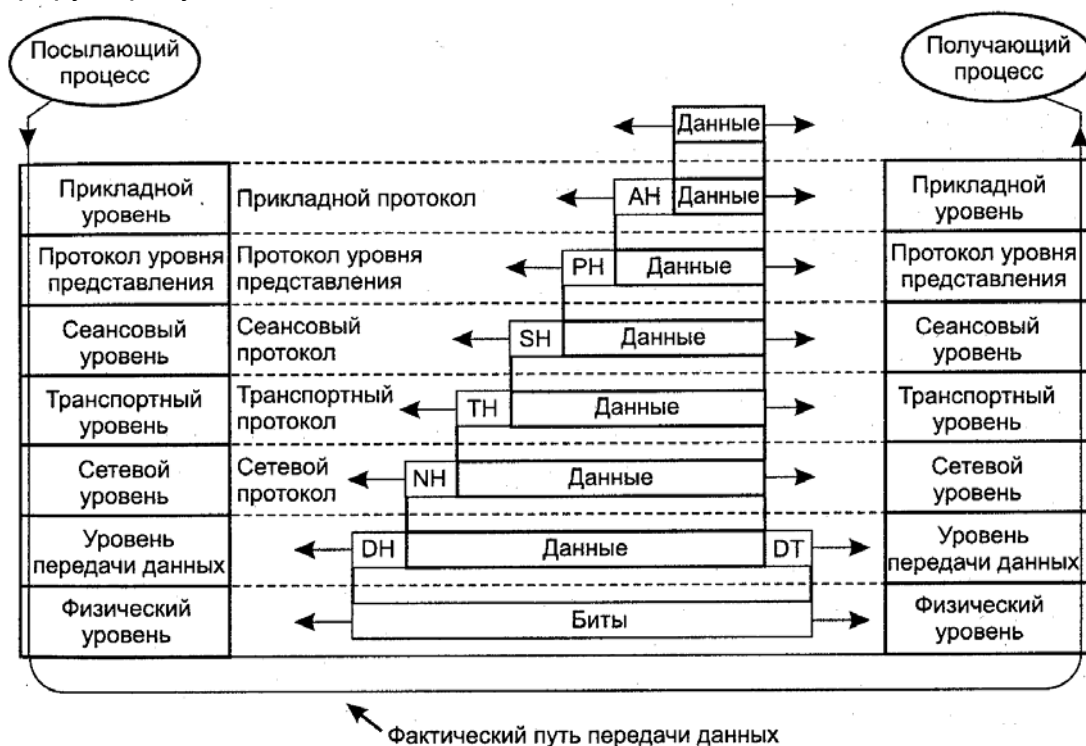 Посылающий
процесс
Получающий
процесс
Данные
Прикладной
уровень
Прикладной протокол
AH
Данные
Прикладной
уровень
Протокол уровня
представления
Протокол уровня
представления
PH
Данные
Протокол уровня
представления
Сеансовый
уровень
Сеансовый
протокол
SH
Данные
Сеансовый
уровень
Транспортный
уровень
Транспортный
протокол
TH
Данные
Транспортный
уровень
Сетевой
уровень
Сетевой
протокол
NH
Данные
Сетевой
уровень
Уровень
передачи данных
DH
Данные
DT
Уровень
передачи данных
Физический
уровень
Биты
Физический
уровень
Фактический путь передачи данных